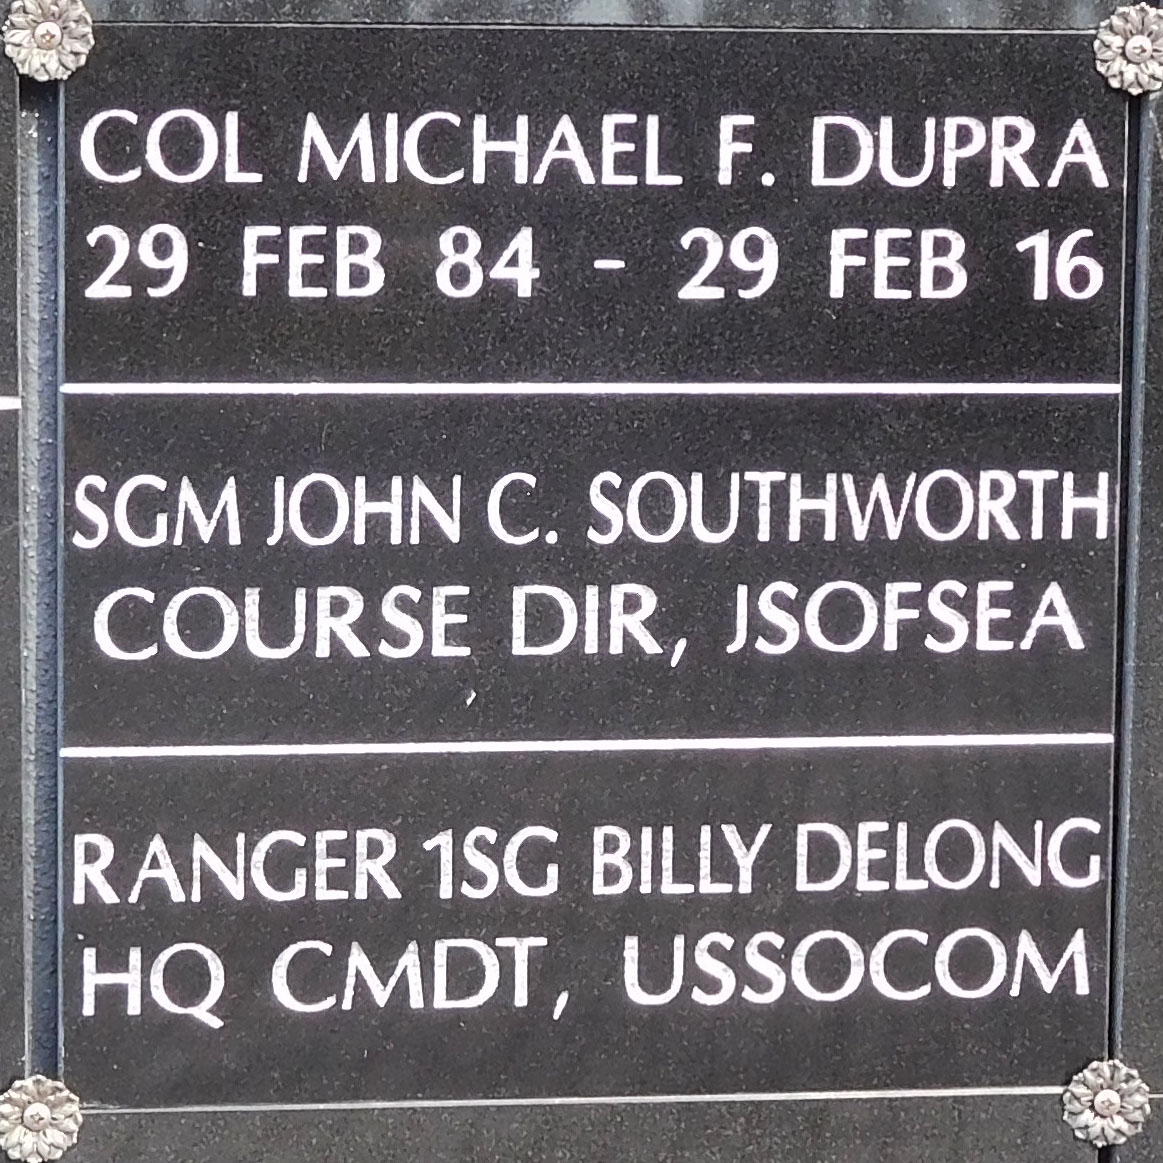 COL MICHAEL F. DUPRA
29 FEB 84 - 29 FEB 16
SGM JOHN C. SOUTHWORTH
COURSE DIR, JSOFSEA
RANGER 1SG BILLY DELONG
HQ CMDT, USSOCOM